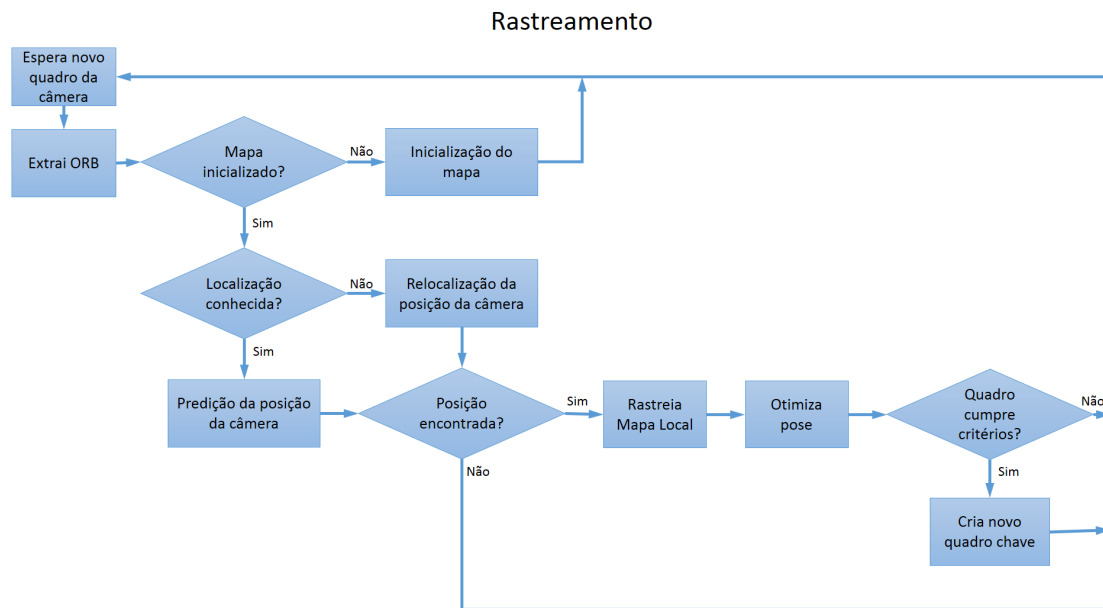 Rastreamento
Espera novo
quadro da
câmera
Extrai ORB
Mapa
inicializado?
Não
Inicialização do
mapa
Sim
Localização
conhecida?
Não
Relocalização da
posição da câmera
Sim
Predição da posição
da câmera
Posição
encontrada?
Sim
Rastreia
Mapa Local
Otimiza
pose
Quadro
cumpre
critérios?
Não
Não
Sim
Cria novo
quadro chave